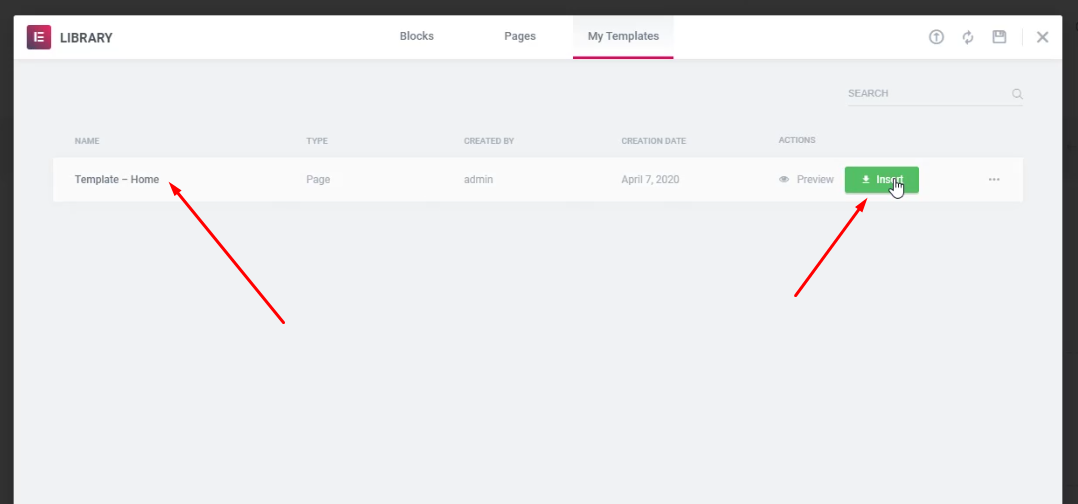 LIBRARY
Blocks
Pages
My Templates
SEARCH
NAME TYPE CREATED BY CREATION DATE ACTIONS
Template – Home Page admin April 7, 2020 Preview Insert